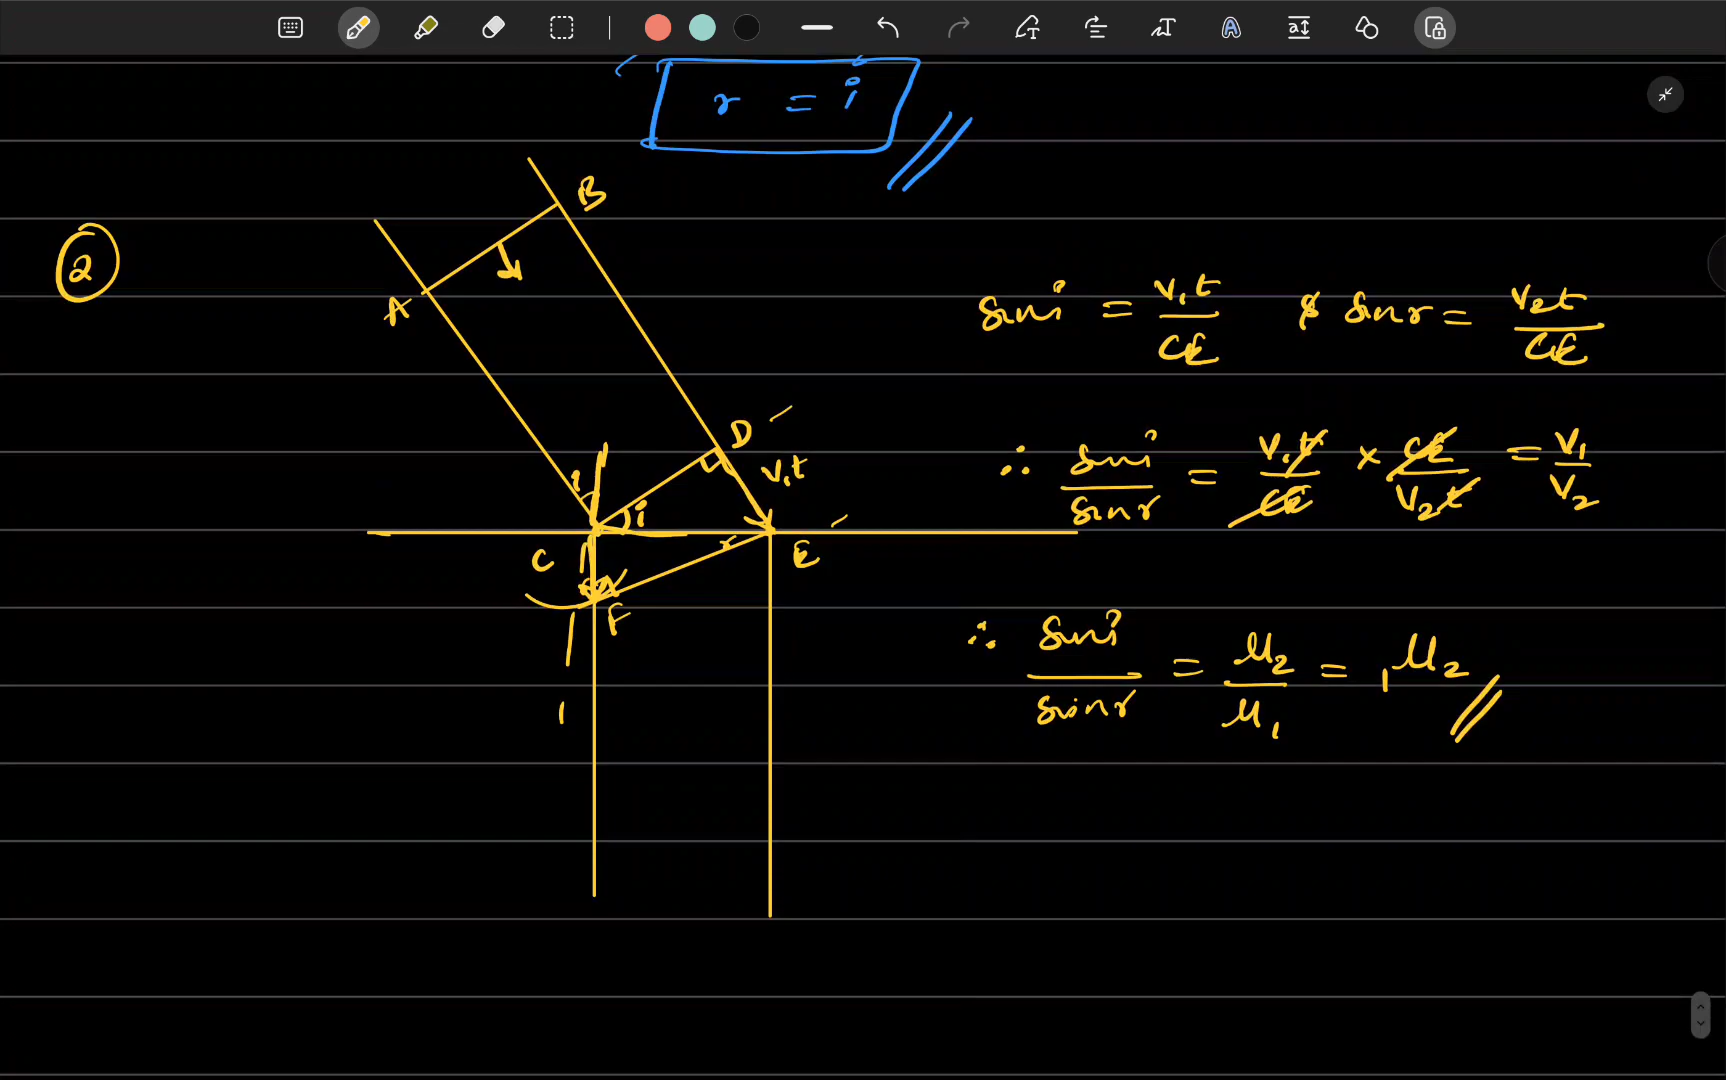 r = i
②
B
A
sin i = v₁t / CE & sin r = v₂t / CE
D
v₁t
∴ sin i / sin r = v₁t / CE × CE / v₂t = v₁ / v₂
i
i
r
C
E
F
∴ sin i / sin r = μ₂ / μ₁ = ₁μ₂